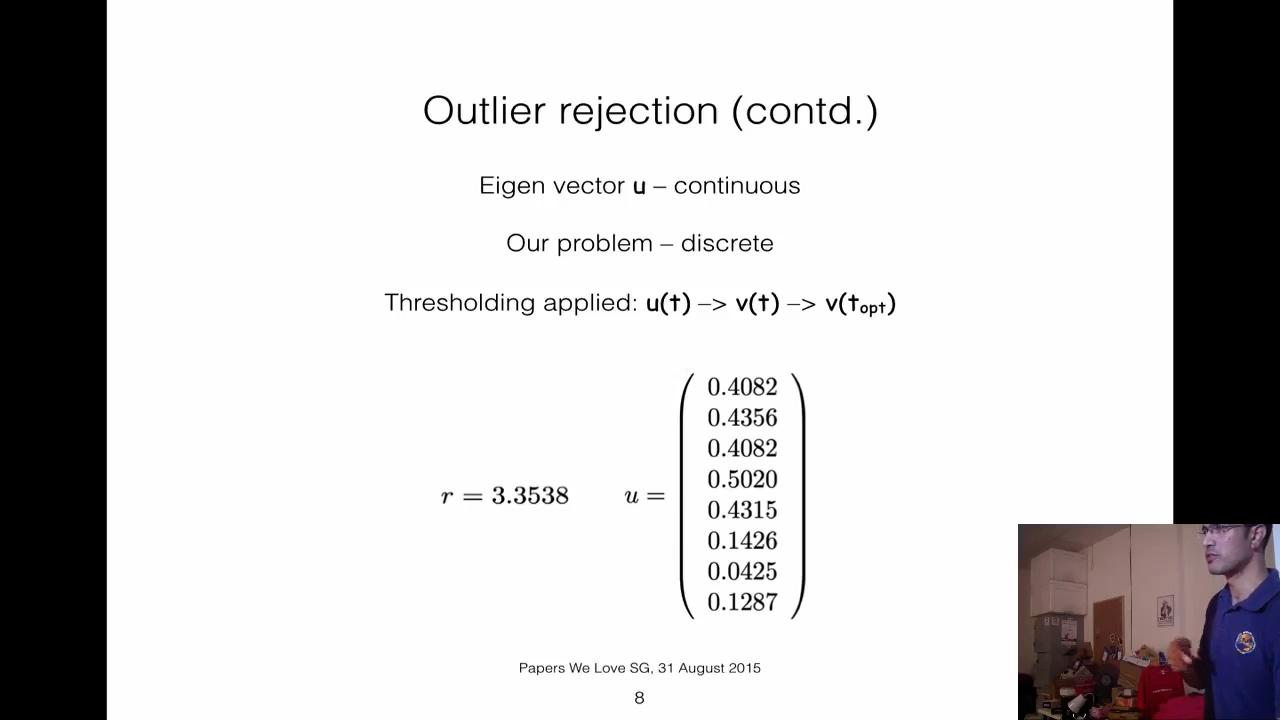 Outlier rejection (contd.)
Eigen vector u – continuous
Our problem – discrete
Thresholding applied: u(t) –> v(t) –> v(topt)
r = 3.3538 u =
0.4082
0.4356
0.4082
0.5020
0.4315
0.1426
0.0425
0.1287
Papers We Love SG, 31 August 2015
8